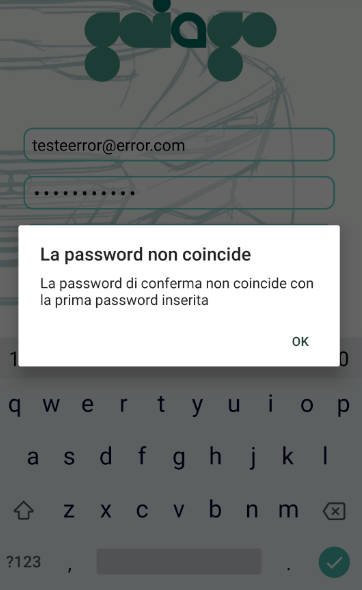 gaiago
testeerror@error.com
La password non coincide
La password di conferma non coincide con
la prima password inserita
OK
1 0
q w e r t y u i o p
a s d f g h j k l
z x c v b n m
?123 , .